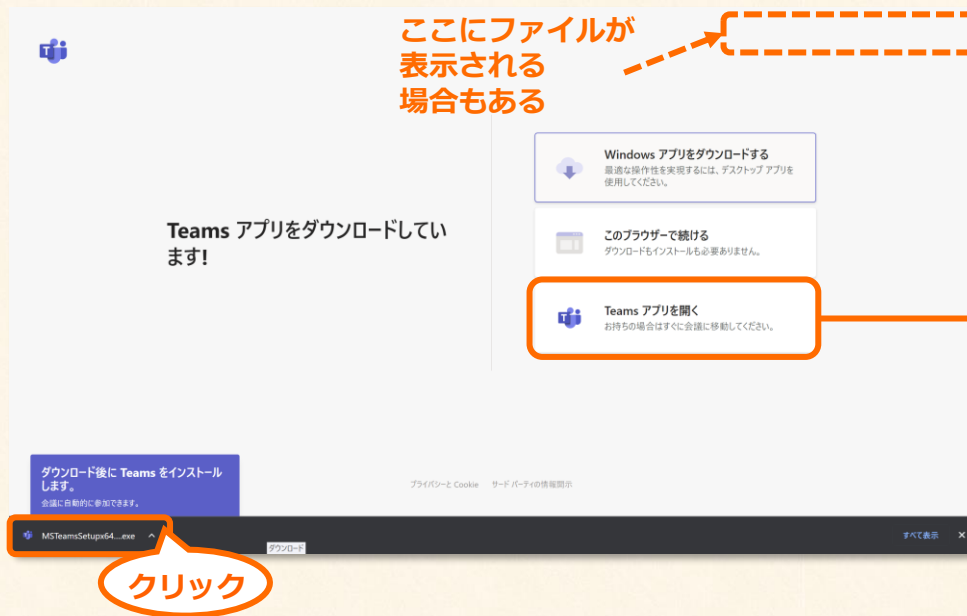 ここにファイルが
表示される
場合もある
Windows アプリをダウンロードする
最適な操作性を実現するには、デスクトップ アプリを
使用してください。
Teams アプリをダウンロードしてい
ます!
このブラウザーで続ける
ダウンロードもインストールも必要ありません。
Teams アプリを開く
お持ちの場合はすぐに会議に移動してください。
ダウンロード後に Teams をインストール
します。
会議に自動的に参加できます。
プライバシーと Cookie サード パーティの情報開示
MSTeamsSetupx64....exe
すべて表示
ダウンロード
クリック